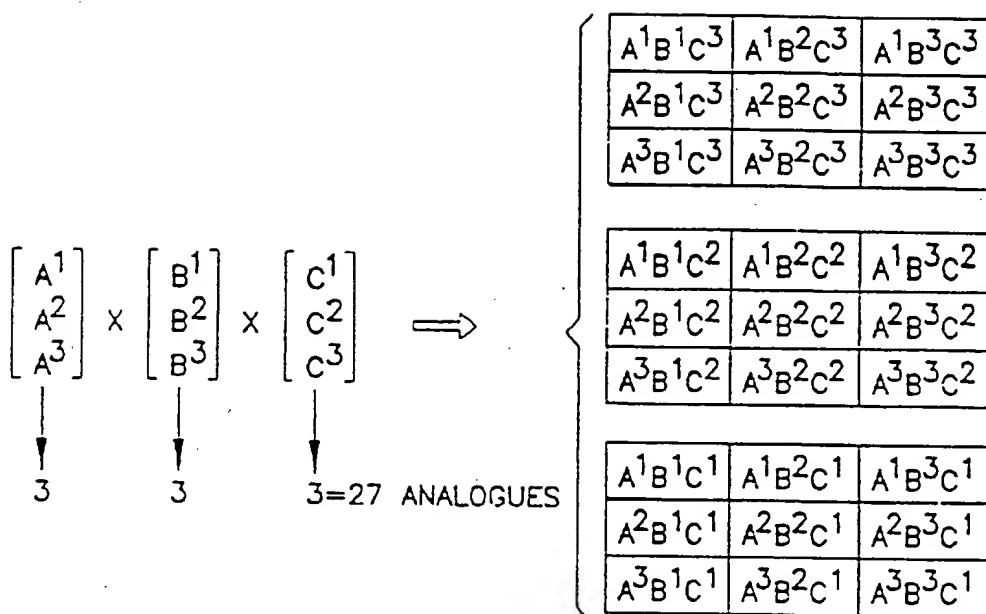 A¹B¹C³ A¹B²C³ A¹B³C³
A²B¹C³ A²B²C³ A²B³C³
A³B¹C³ A³B²C³ A³B³C³
A¹ B¹ C¹
A² X B² X C² ⇒
A³ B³ C³
3 3 3=27 ANALOGUES
A¹B¹C² A¹B²C² A¹B³C²
A²B¹C² A²B²C² A²B³C²
A³B¹C² A³B²C² A³B³C²
A¹B¹C¹ A¹B²C¹ A¹B³C¹
A²B¹C¹ A²B²C¹ A²B³C¹
A³B¹C¹ A³B²C¹ A³B³C¹